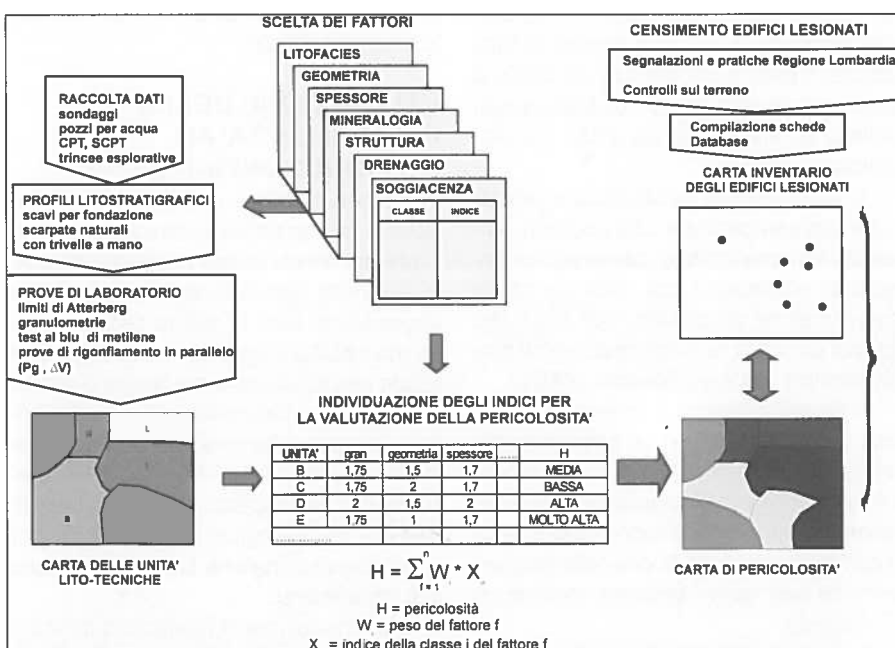 SCELTA DEI FATTORI
LITOFACIES
GEOMETRIA
SPESSORE
MINERALOGIA
STRUTTURA
DRENAGGIO
SOGGIACENZA
CLASSE INDICE
RACCOLTA DATI
sondaggi
pozzi per acqua
CPT, SCPT
trincee esplorative
PROFILI LITOSTRATIGRAFICI
scavi per fondazione
scarpate naturali
con trivelle a mano
PROVE DI LABORATORIO
limiti di Atterberg
granulometrie
test al blu di metilene
prove di rigonfiamento in parallelo
(Pg , ΔV)
L
B
CARTA DELLE UNITA'
LITO-TECNICHE
INDIVIDUAZIONE DEGLI INDICI PER
LA VALUTAZIONE DELLA PERICOLOSITA'
UNITA' gran geometria spessore ...... H
B 1,75 1,5 1,7 MEDIA
C 1,75 2 1,7 BASSA
D 2 1,5 2 ALTA
E 1.75 1 1,7 MOLTO ALTA
..............
H = ∑ⁿf = 1 W * X
H = pericolosità
W = peso del fattore f
X = indice della classe i del fattore f
CENSIMENTO EDIFICI LESIONATI
Segnalazioni e pratiche Regione Lombardia
Controlli sul terreno
Compilazione schede
Database
CARTA INVENTARIO
DEGLI EDIFICI LESIONATI
CARTA DI PERICOLOSITA'